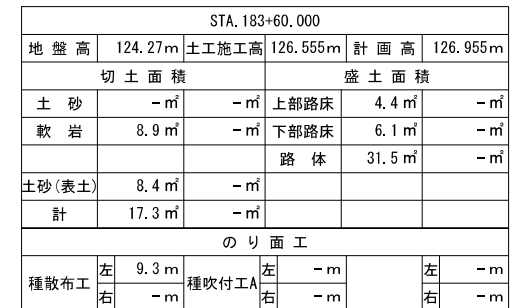 STA.183+60.000
地盤高 124.27m 土工施工高 126.555m 計画高 126.955m
切土面積 盛土面積
土砂 -㎡ -㎡ 上部路床 4.4㎡ -㎡
軟岩 8.9㎡ -㎡ 下部路床 6.1㎡ -㎡
路体 31.5㎡ -㎡
土砂(表土) 8.4㎡ -㎡
計 17.3㎡ -㎡
のり面工
種散布工 左 9.3m 種吹付工A 左 -m 左 -m
右 -m 右 -m 右 -m